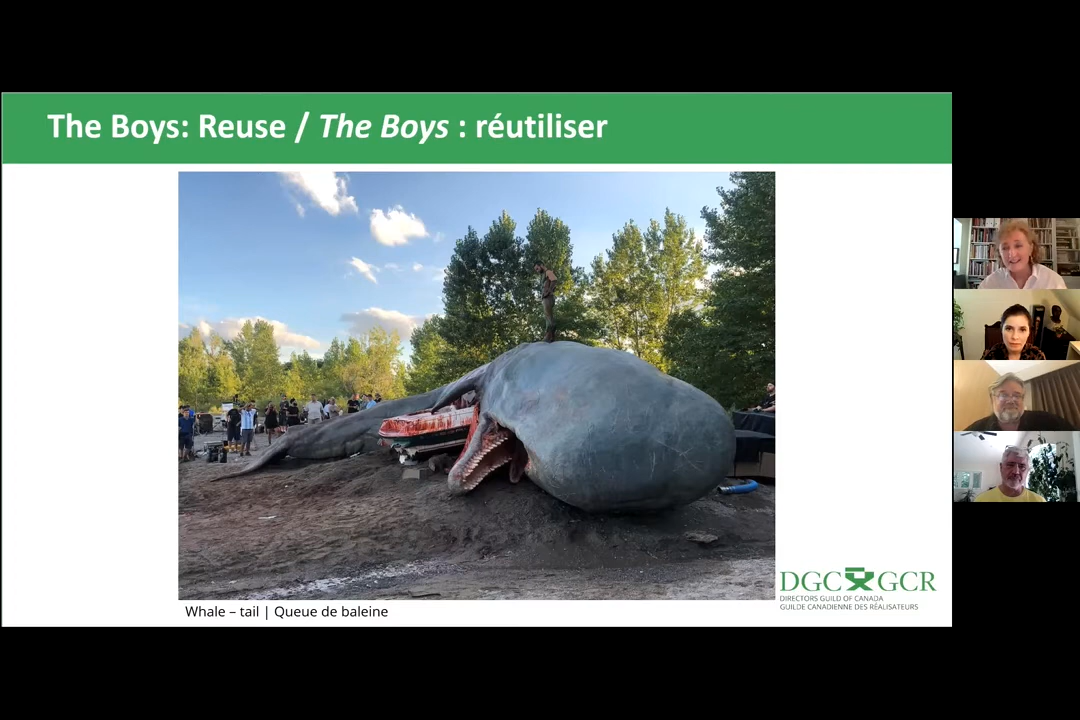 The Boys: Reuse / The Boys : réutiliser
Whale – tail | Queue de baleine
DGC GCR
DIRECTORS GUILD OF CANADA
GUILDE CANADIENNE DES RÉALISATEURS